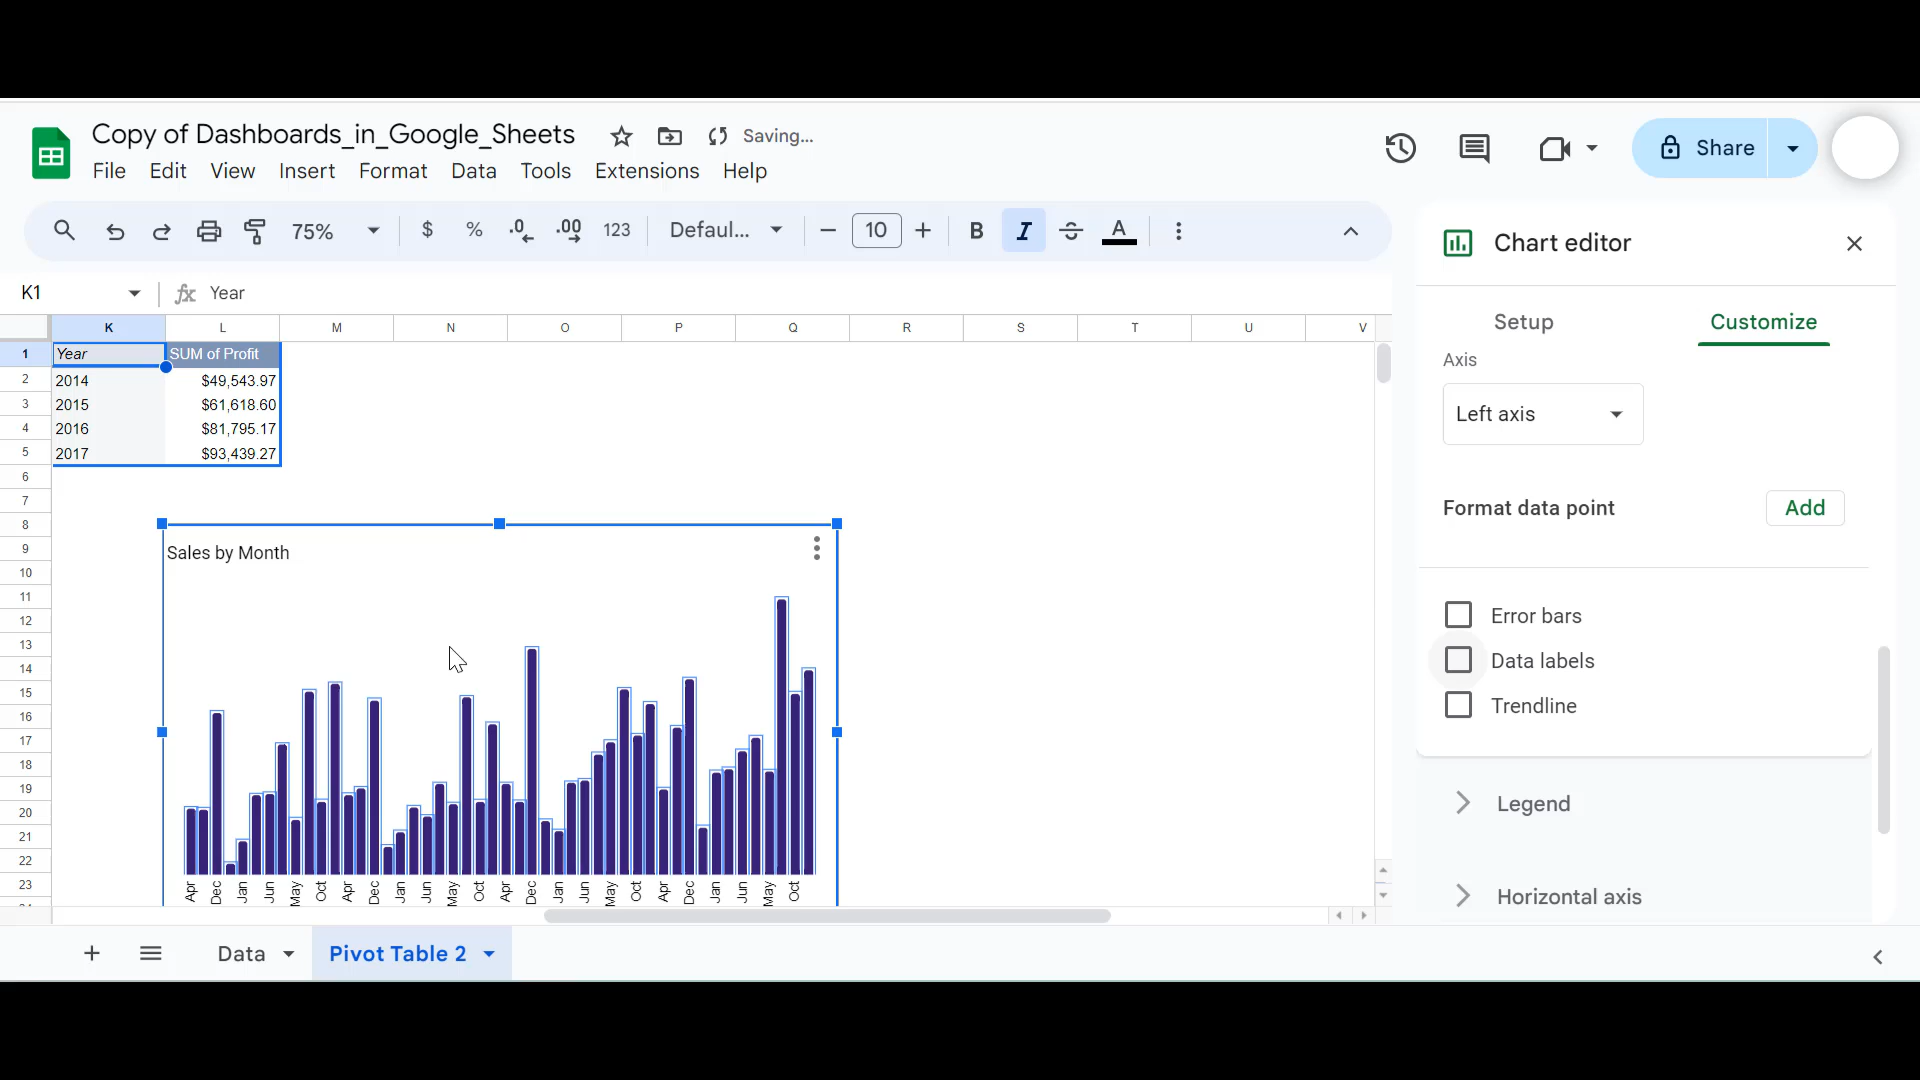 Copy of Dashboards_in_Google_Sheets Saving...
File Edit View Insert Format Data Tools Extensions Help
Share
75% $ % .0 .00 123 Defaul... 10 B I S A
K1 fx Year
K L M N O P Q R S T U V
1 Year SUM of Profit
2 2014 $49,543.97
3 2015 $61,618.60
4 2016 $81,795.17
5 2017 $93,439.27
6
7
8
9
10
11
12
13
14
15
16
17
18
19
20
21
22
23
Sales by Month
Apr Dec Jan Jun May Oct Apr Dec Jan Jun May Oct Apr Dec Jan Jun May Oct Apr Dec Jan Jun May Oct
Data Pivot Table 2
Chart editor
Setup Customize
Axis
Left axis
Format data point Add
Error bars
Data labels
Trendline
Legend
Horizontal axis